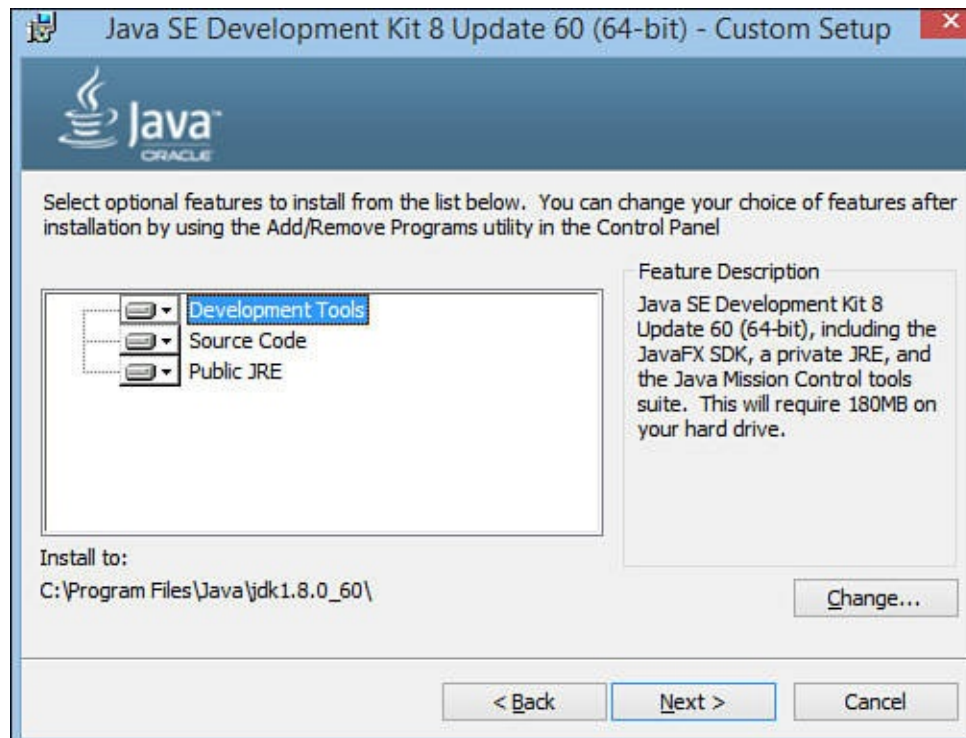 Java SE Development Kit 8 Update 60 (64-bit) - Custom Setup
Java™
ORACLE
Select optional features to install from the list below.  You can change your choice of features after
installation by using the Add/Remove Programs utility in the Control Panel
Development Tools
Source Code
Public JRE
Feature Description
Java SE Development Kit 8
Update 60 (64-bit), including the
JavaFX SDK, a private JRE, and
the Java Mission Control tools
suite.  This will require 180MB on
your hard drive.
Install to:
C:\Program Files\Java\jdk1.8.0_60\
Change...
< Back
Next >
Cancel